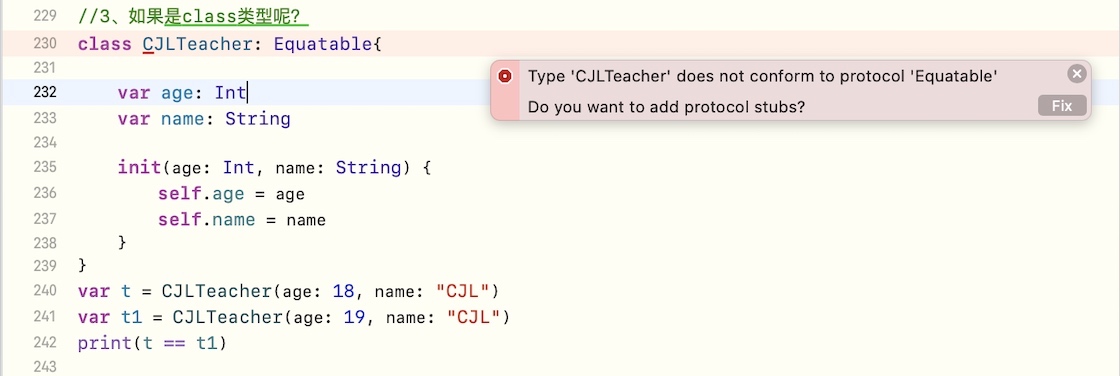 229 //3、如果是class类型呢？
230 class CJLTeacher: Equatable{
Type 'CJLTeacher' does not conform to protocol 'Equatable'
Do you want to add protocol stubs?
Fix
231
232 var age: Int
233 var name: String
234
235 init(age: Int, name: String) {
236 self.age = age
237 self.name = name
238 }
239 }
240 var t = CJLTeacher(age: 18, name: "CJL")
241 var t1 = CJLTeacher(age: 19, name: "CJL")
242 print(t == t1)
243